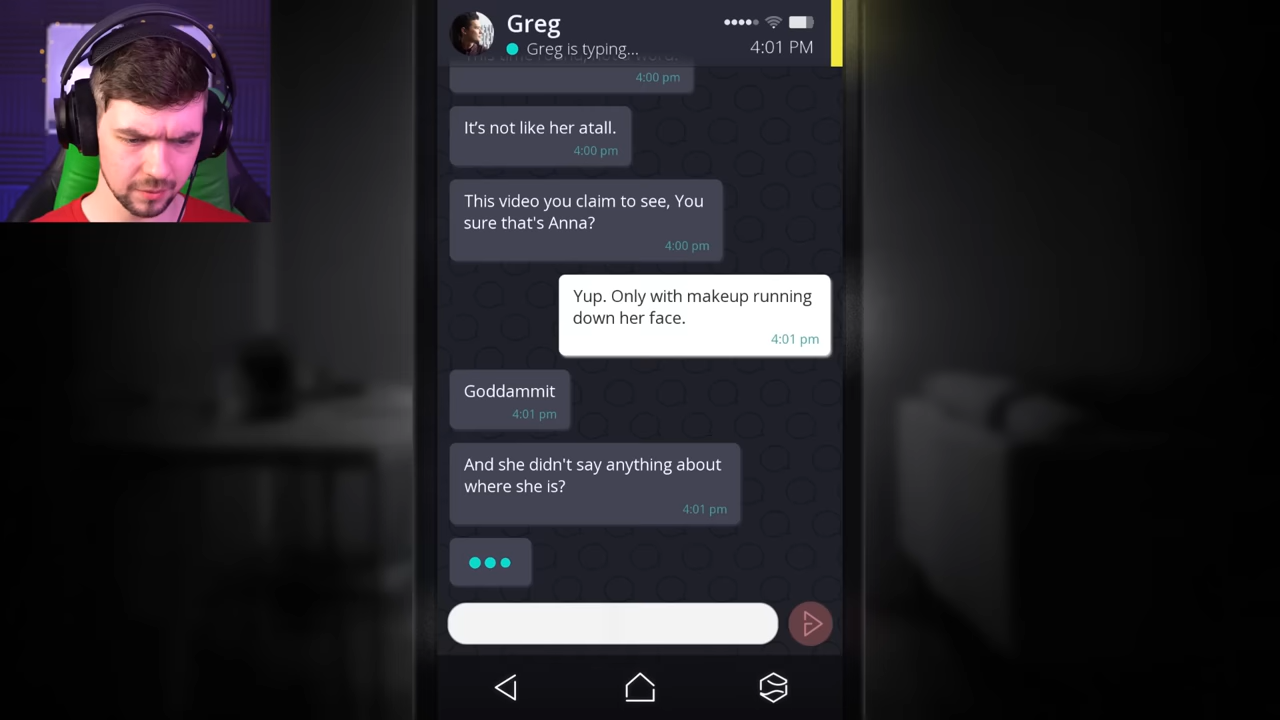 Greg
Greg is typing...
4:01 PM
4:00 pm
It’s not like her atall.
4:00 pm
This video you claim to see, You
sure that's Anna?
4:00 pm
Yup. Only with makeup running
down her face.
4:01 pm
Goddammit
4:01 pm
And she didn't say anything about
where she is?
4:01 pm